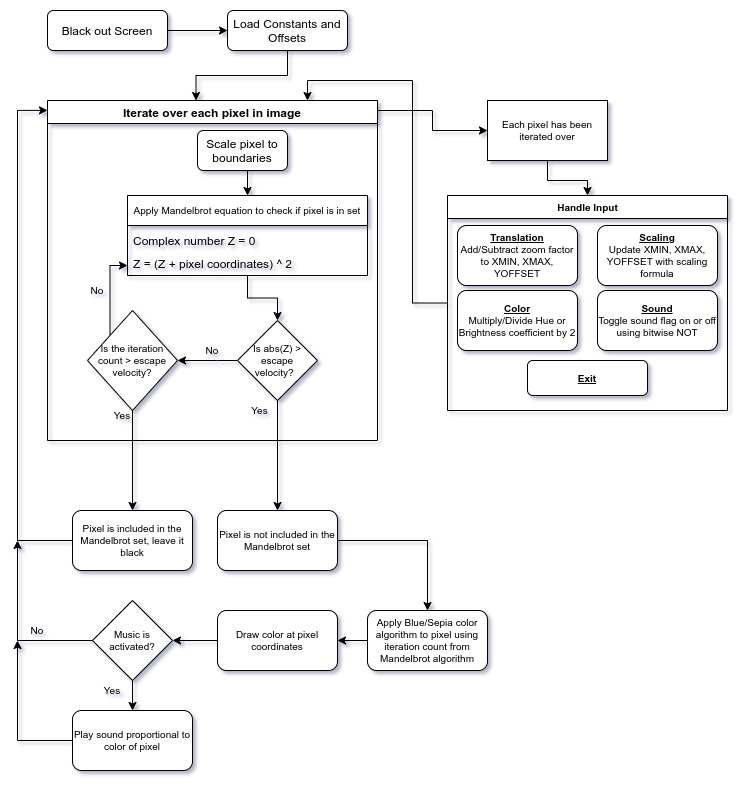 Black out Screen
Load Constants and
Offsets
Iterate over each pixel in image
Scale pixel to
boundaries
Apply Mandelbrot equation to check if pixel is in set
Complex number Z = 0
Z = (Z + pixel coordinates) ^ 2
No
Is the iteration
count > escape
velocity?
No
Is abs(Z) >
escape
velocity?
Yes
Yes
Each pixel has been
iterated over
Handle Input
Translation
Add/Subtract zoom factor
to XMIN, XMAX,
YOFFSET
Scaling
Update XMIN, XMAX,
YOFFSET with scaling
formula
Color
Multiply/Divide Hue or
Brightness coefficient by 2
Sound
Toggle sound flag on or off
using bitwise NOT
Exit
Pixel is included in the
Mandelbrot set, leave it
black
Pixel is not included in the
Mandelbrot set
No
Music is
activated?
Draw color at pixel
coordinates
Apply Blue/Sepia color
algorithm to pixel using
iteration count from
Mandelbrot algorithm
Yes
Play sound proportional to
color of pixel